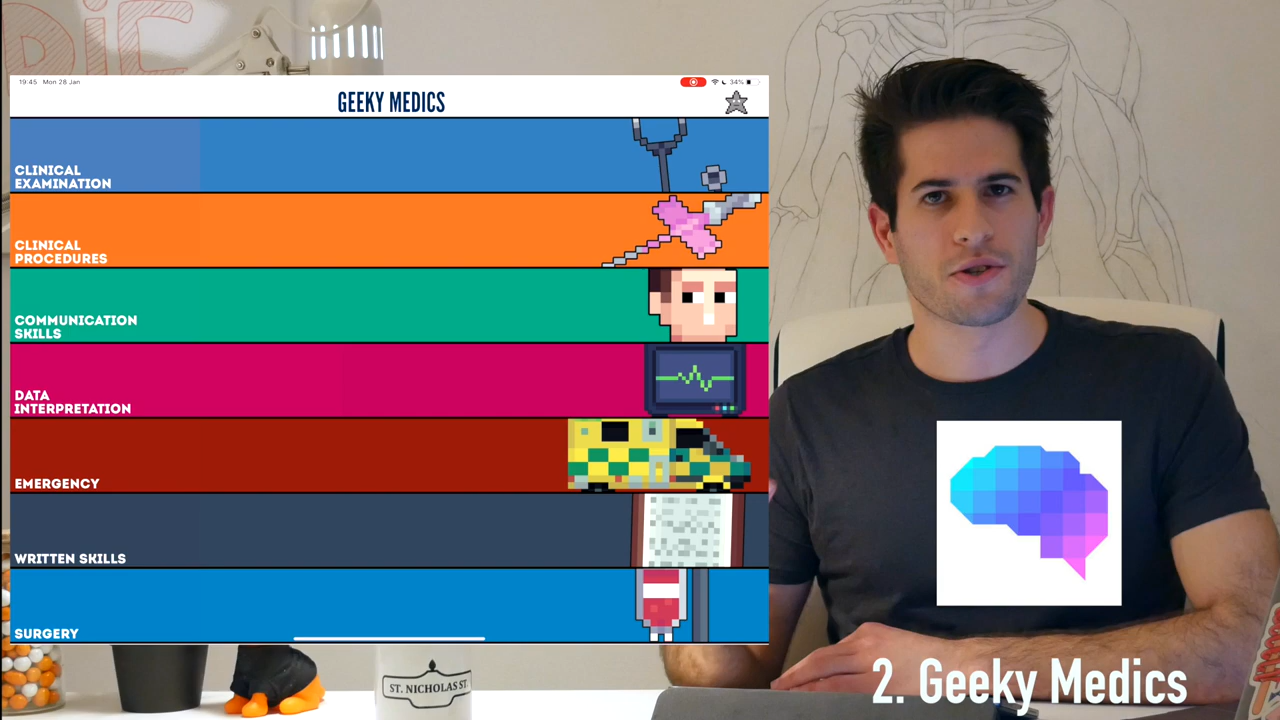 DiC
19:45 Mon 28 Jan
34%
GEEKY MEDICS
CLINICAL
EXAMINATION
CLINICAL
PROCEDURES
COMMUNICATION
SKILLS
DATA
INTERPRETATION
EMERGENCY
WRITTEN SKILLS
SURGERY
ST. NICHOLAS ST.
2. Geeky Medics